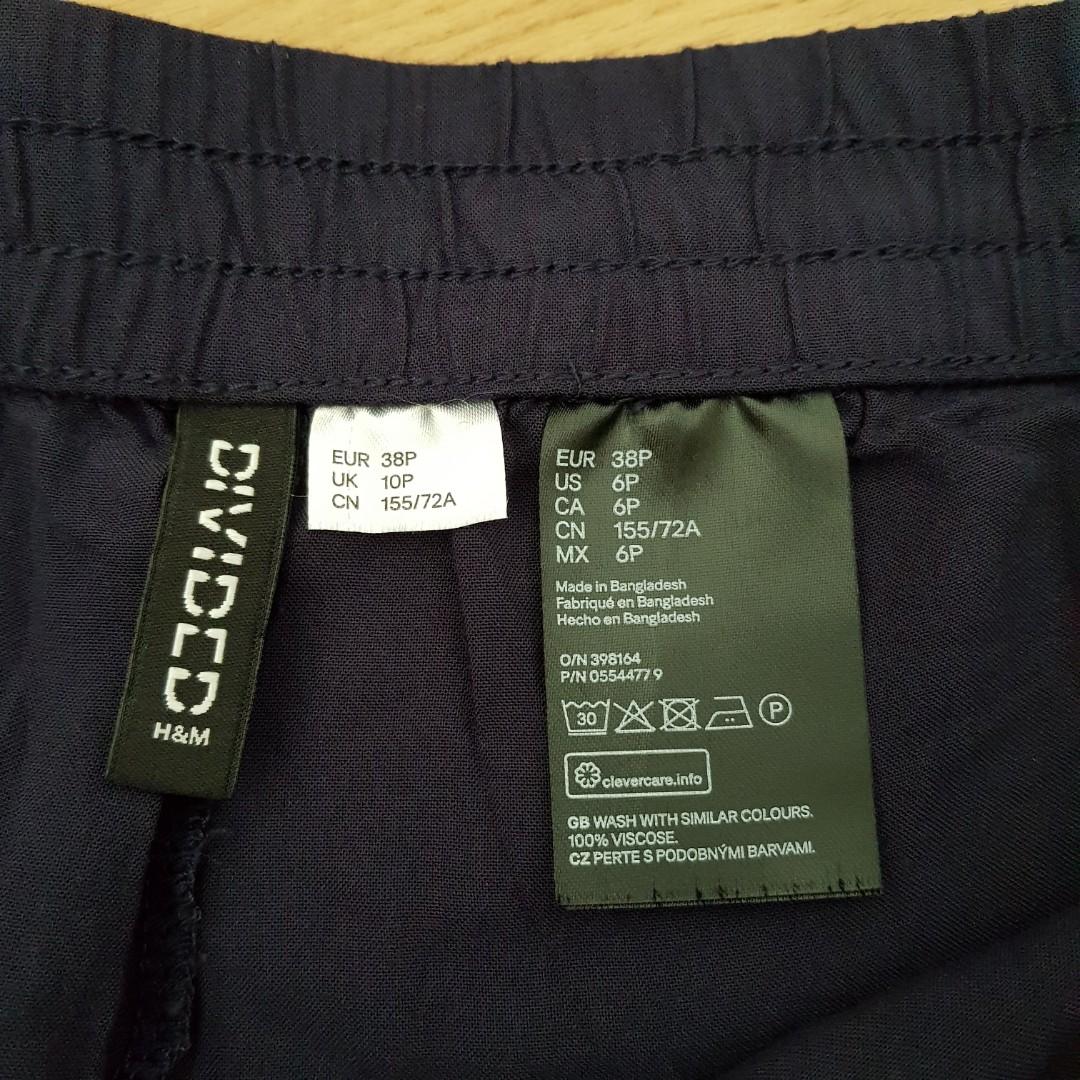 DIVIDED
H&M
EUR 38P
UK 10P
CN 155/72A
EUR 38P
US 6P
CA 6P
CN 155/72A
MX 6P
Made in Bangladesh
Fabriqué en Bangladesh
Hecho en Bangladesh
O/N 398164
P/N 0554477 9
30
P
clevercare.info
GB WASH WITH SIMILAR COLOURS.
100% VISCOSE.
CZ PERTE S PODOBNÝMI BARVAMI.